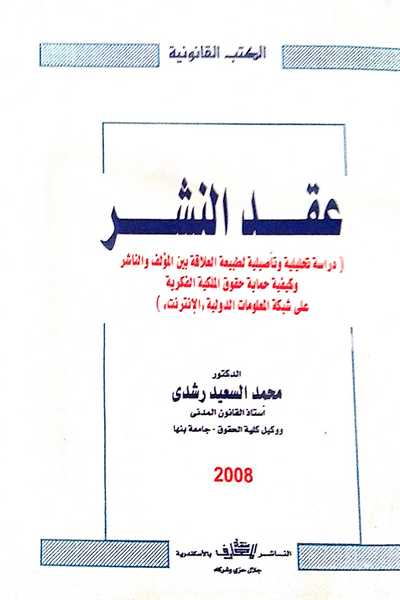 الكتب القانونية
عقد النشر
( دراسة تحليلية وتأصيلية لطبيعة العلاقة بين المؤلف والناشر
وكيفية حماية حقوق الملكية الفكرية
على شبكة المعلومات الدولية ,الإنترنت, )
الدكتور
محمد السعيد رشدى
أستاذ القانون المدنى
ووكيل كلية الحقوق - جامعة بنها
2008
الناشر منشأة المعارف بالأسكندرية
جلال حزى وشركاه